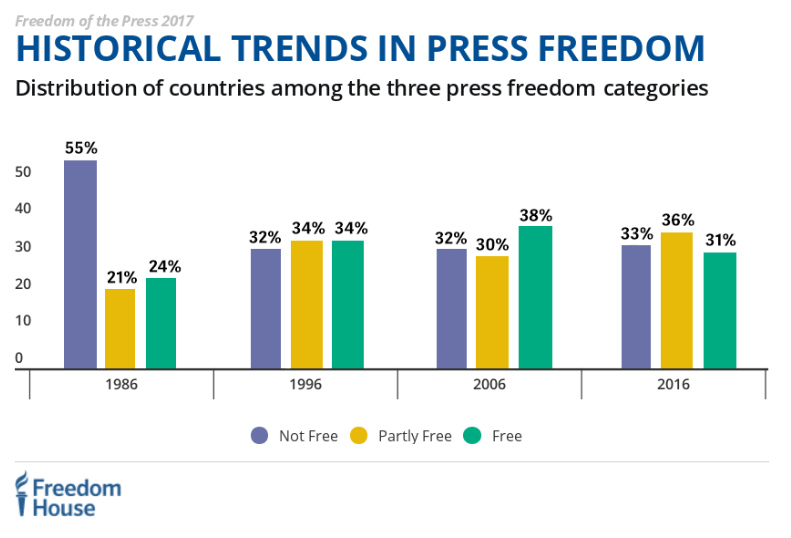 Freedom of the Press 2017
HISTORICAL TRENDS IN PRESS FREEDOM
Distribution of countries among the three press freedom categories
55%
50
40
38%
36%
34% 34%
32%
32%
33%
31%
30
30%
24%
21%
20
10
0
1986 1996 2006 2016
Not Free Partly Free Free
Freedom
House